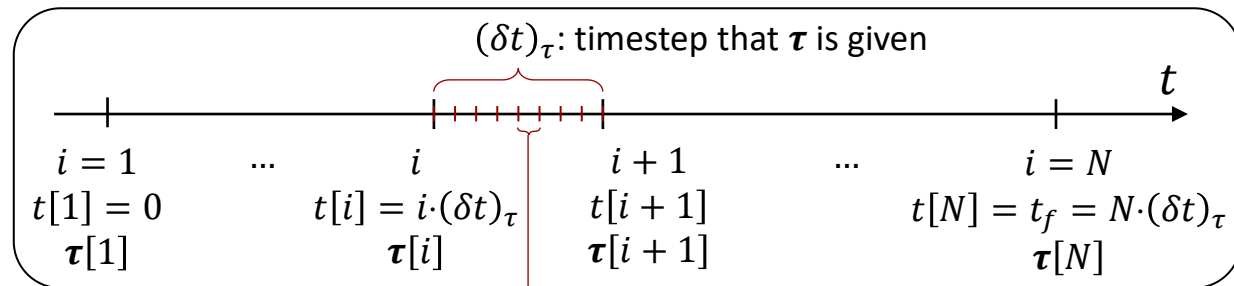 (δt)_τ: timestep that τ is given
t
i = 1 ... i i + 1 ... i = N
t[1] = 0 t[i] = i·(δt)_τ t[i + 1] t[N] = t_f = N·(δt)_τ
τ[1] τ[i] τ[i + 1] τ[N]